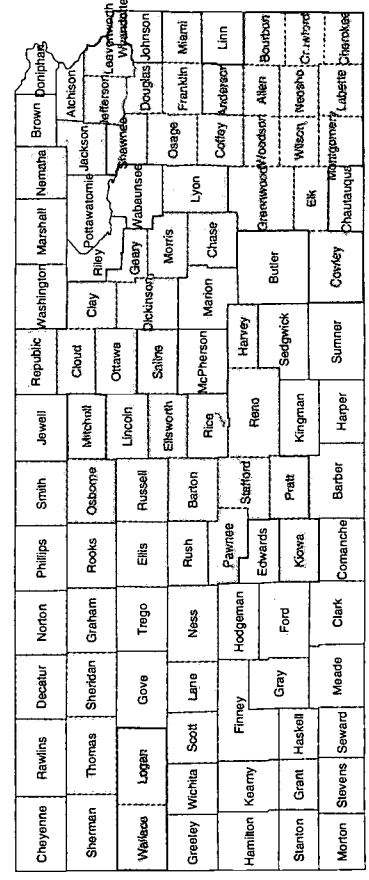 Cheyenne
Rawlins
Decatur
Norton
Phillips
Smith
Jewell
Republic
Washington
Marshall
Nemaha
Brown
Doniphan
Sherman
Thomas
Sheridan
Graham
Rooks
Osborne
Mitchell
Cloud
Clay
Riley
Pottawatomie
Jackson
Atchison
Jefferson
Leavenworth
Wyandotte
Wallace
Logan
Gove
Trego
Ellis
Russell
Lincoln
Ottawa
Dickinson
Geary
Wabaunsee
Shawnee
Douglas
Johnson
Greeley
Wichita
Scott
Lane
Ness
Rush
Barton
Ellsworth
Saline
Morris
Osage
Franklin
Miami
Rice
McPherson
Marion
Chase
Lyon
Coffey
Anderson
Linn
Hamilton
Kearny
Finney
Hodgeman
Pawnee
Stafford
Reno
Harvey
Butler
Greenwood
Woodson
Allen
Bourbon
Stanton
Grant
Haskell
Gray
Ford
Edwards
Kiowa
Pratt
Kingman
Sedgwick
Elk
Wilson
Neosho
Crawford
Morton
Stevens
Seward
Meade
Clark
Comanche
Barber
Harper
Sumner
Cowley
Chautauqua
Montgomery
Labette
Cherokee